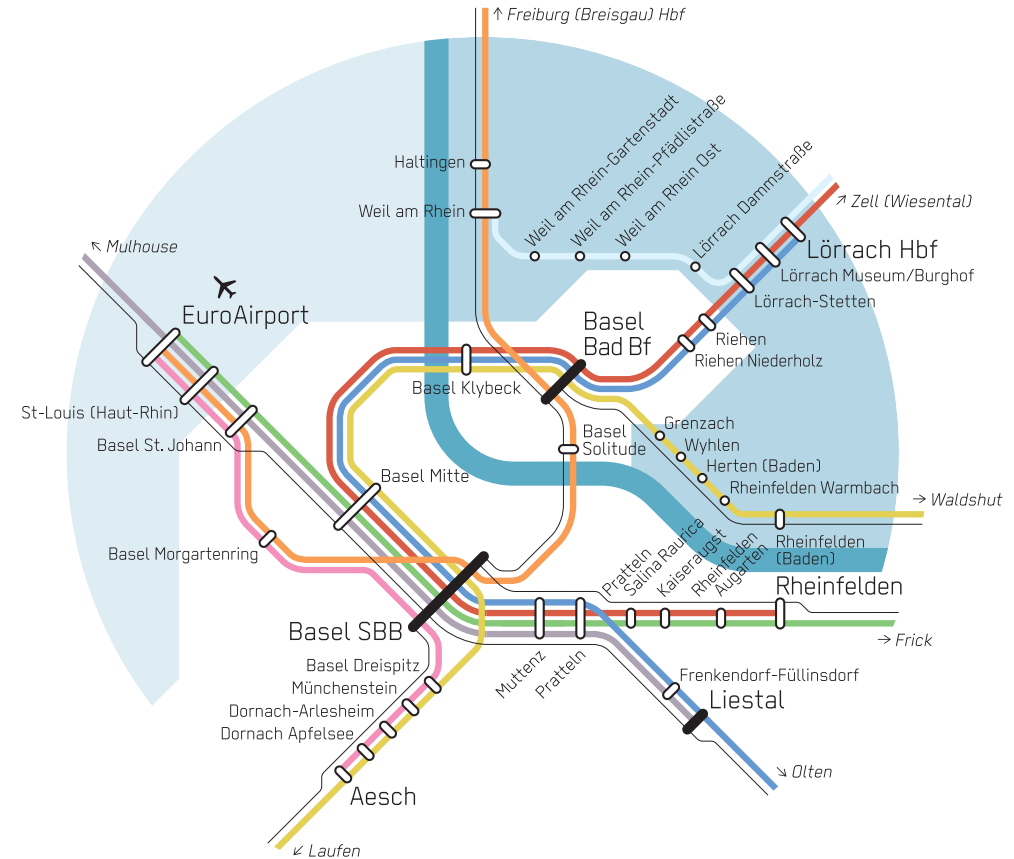 ↑ Freiburg (Breisgau) Hbf
Haltingen
Weil am Rhein
Weil am Rhein-Gartenstadt
Weil am Rhein-Pfädlistraße
Weil am Rhein Ost
Lörrach Dammstraße
↗ Zell (Wiesental)
Lörrach Hbf
Lörrach Museum/Burghof
Lörrach-Stetten
Riehen
Riehen Niederholz
↖ Mulhouse
EuroAirport
St-Louis (Haut-Rhin)
Basel St. Johann
Basel
Bad Bf
Basel Klybeck
Basel
Solitude
Basel Mitte
Grenzach
Wyhlen
Herten (Baden)
Rheinfelden Warmbach
→ Waldshut
Rheinfelden
(Baden)
Basel Morgartenring
Basel SBB
Muttenz
Pratteln
Pratteln
Salina Raurica
Kaiseraugst
Rheinfelden
Augarten
Rheinfelden
→ Frick
Frenkendorf-Füllinsdorf
Liestal
↘ Olten
Basel Dreispitz
Münchenstein
Dornach-Arlesheim
Dornach Apfelsee
Aesch
↙ Laufen